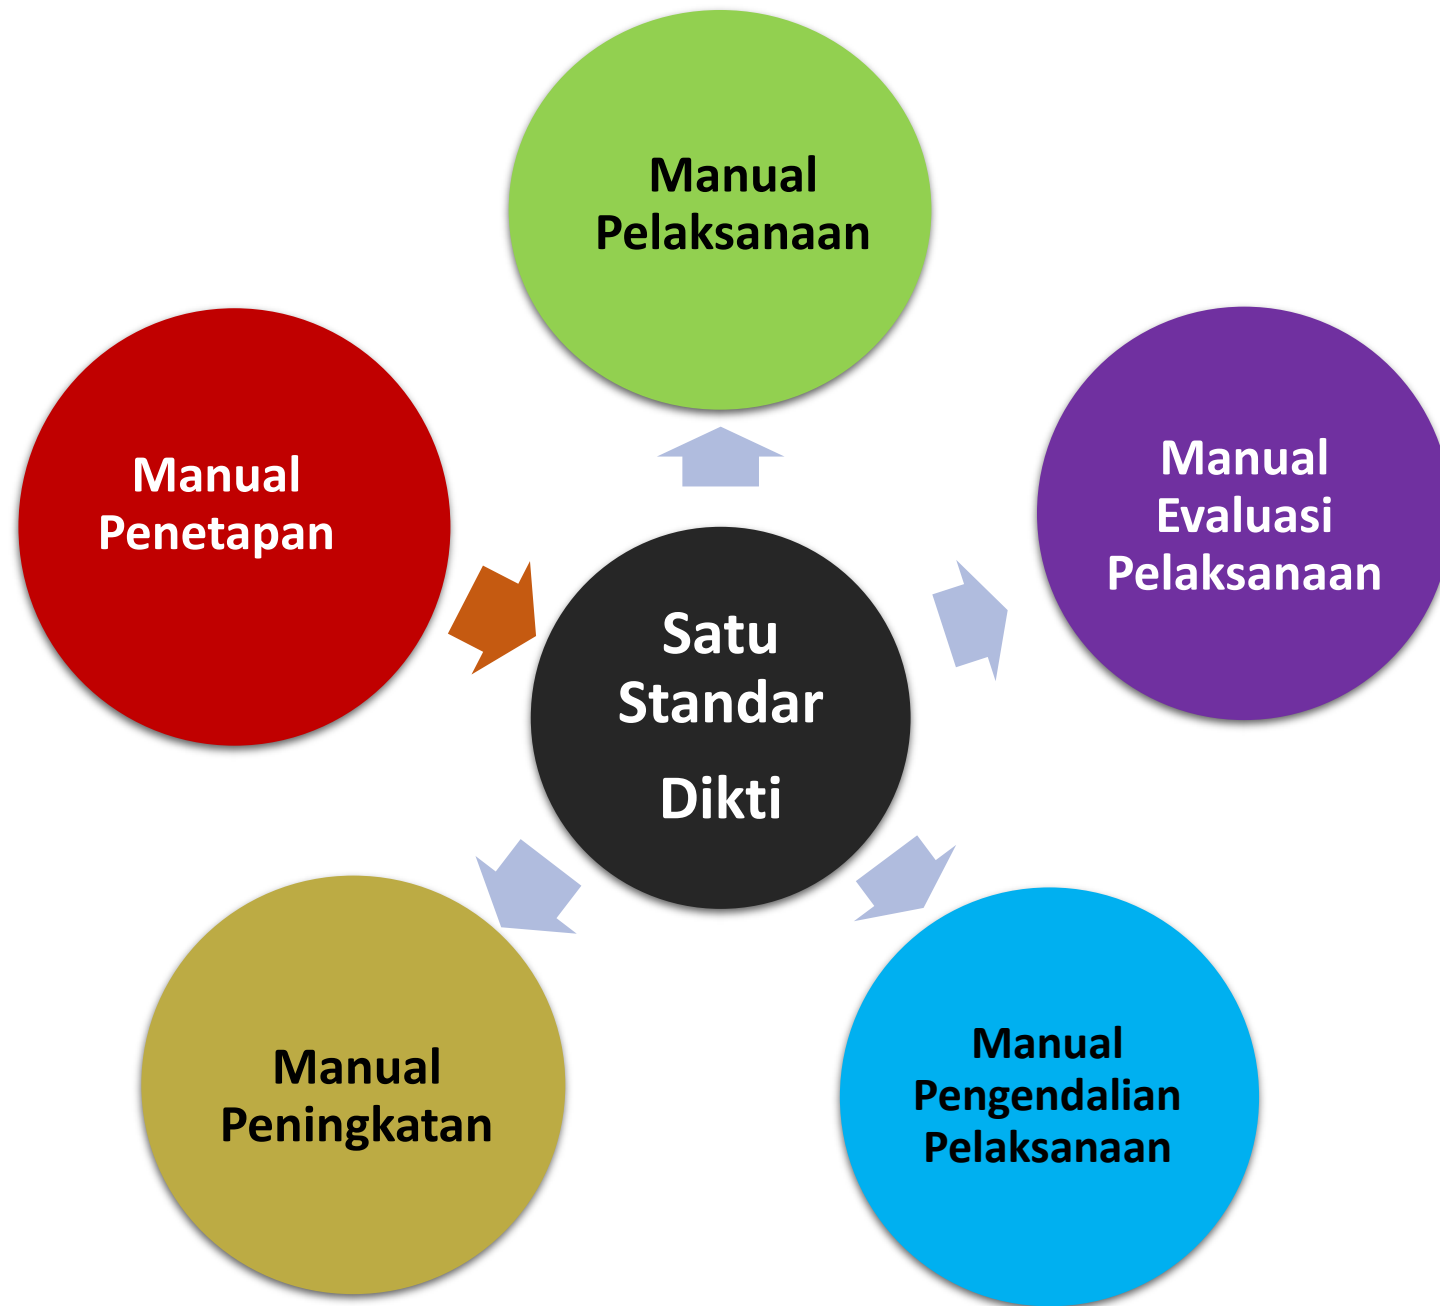 Manual
Pelaksanaan
Manual
Penetapan
Manual
Evaluasi
Pelaksanaan
Satu
Standar
Dikti
Manual
Peningkatan
Manual
Pengendalian
Pelaksanaan